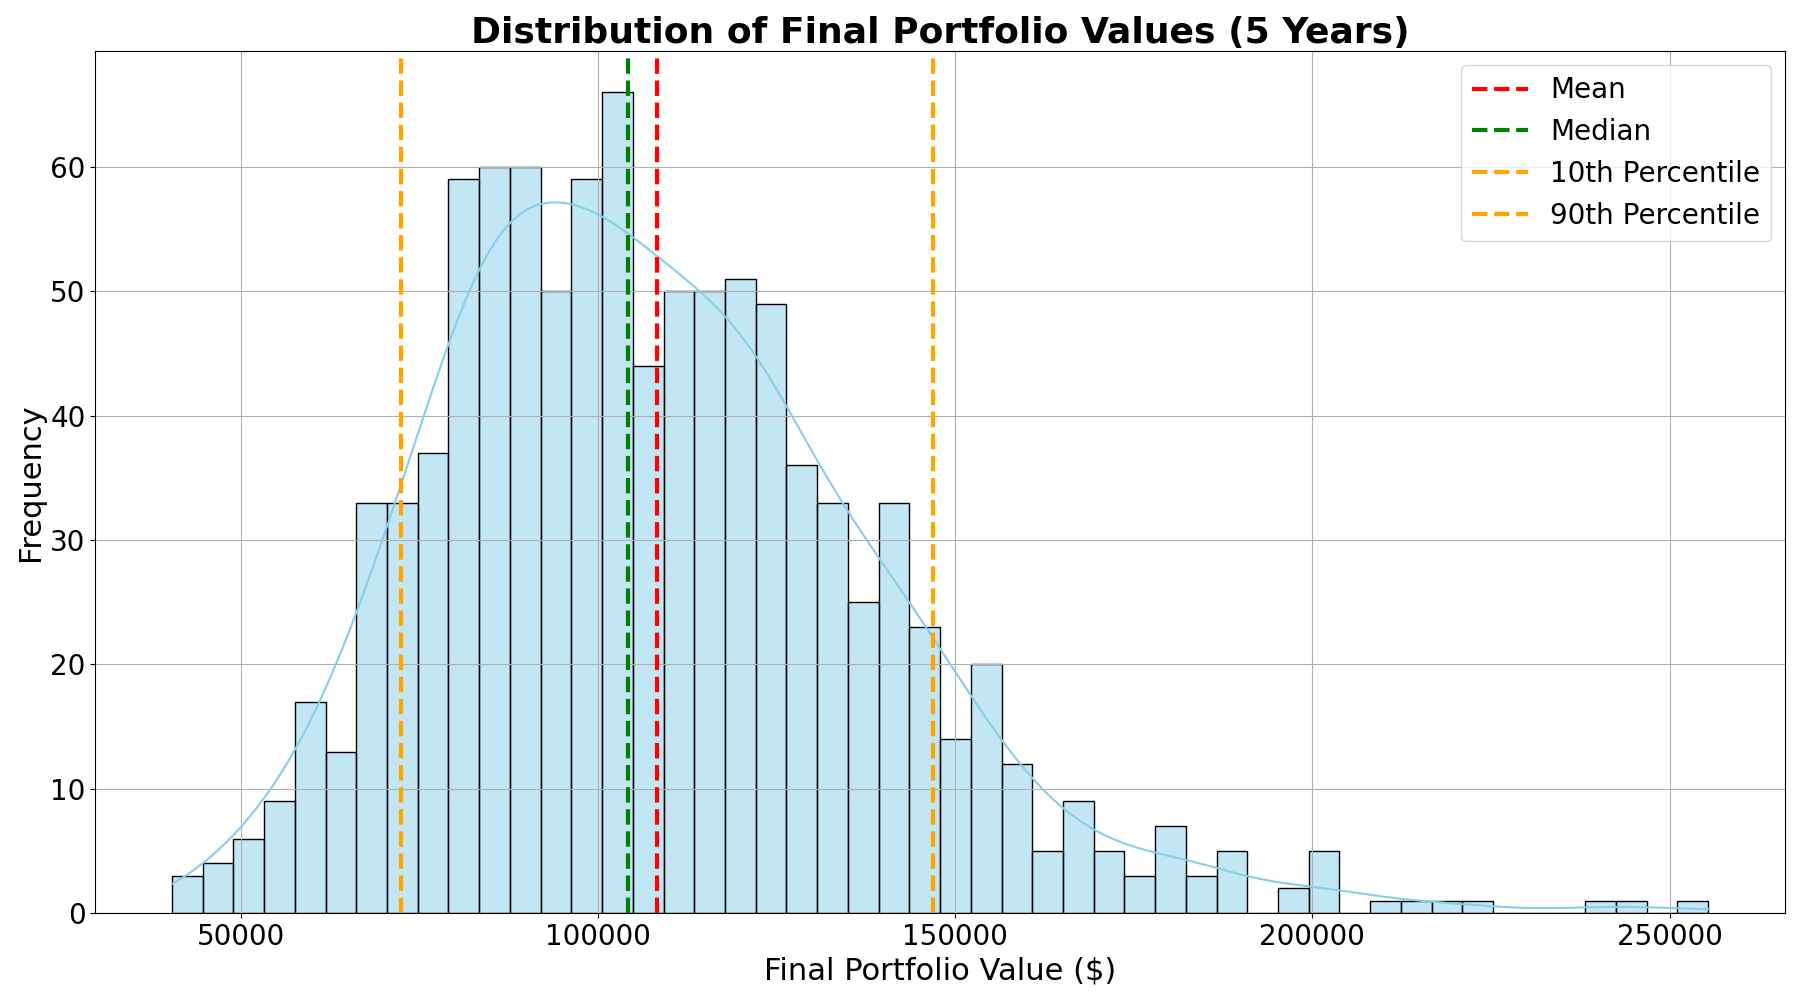 Distribution of Final Portfolio Values (5 Years)
Mean
Median
10th Percentile
90th Percentile
Frequency
60
50
40
30
20
10
0
50000 100000 150000 200000 250000
Final Portfolio Value ($)